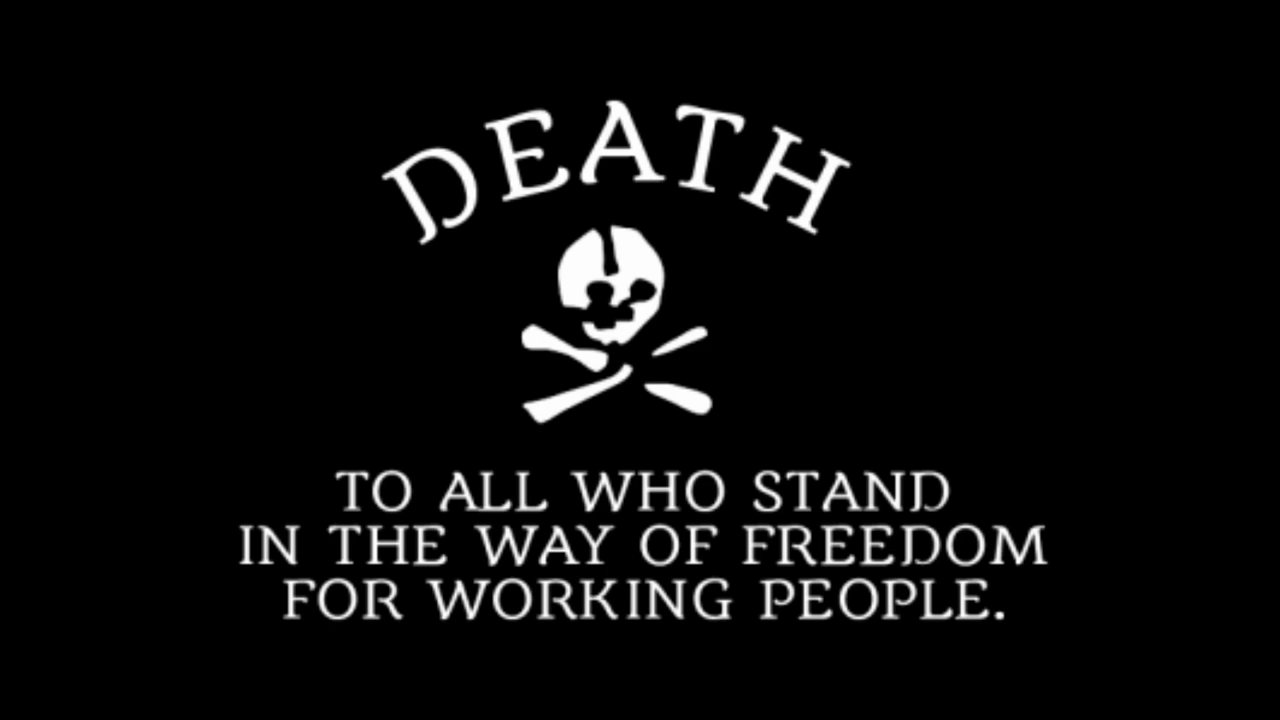 DEATH
TO ALL WHO STAND
IN THE WAY OF FREEDOM
FOR WORKING PEOPLE.